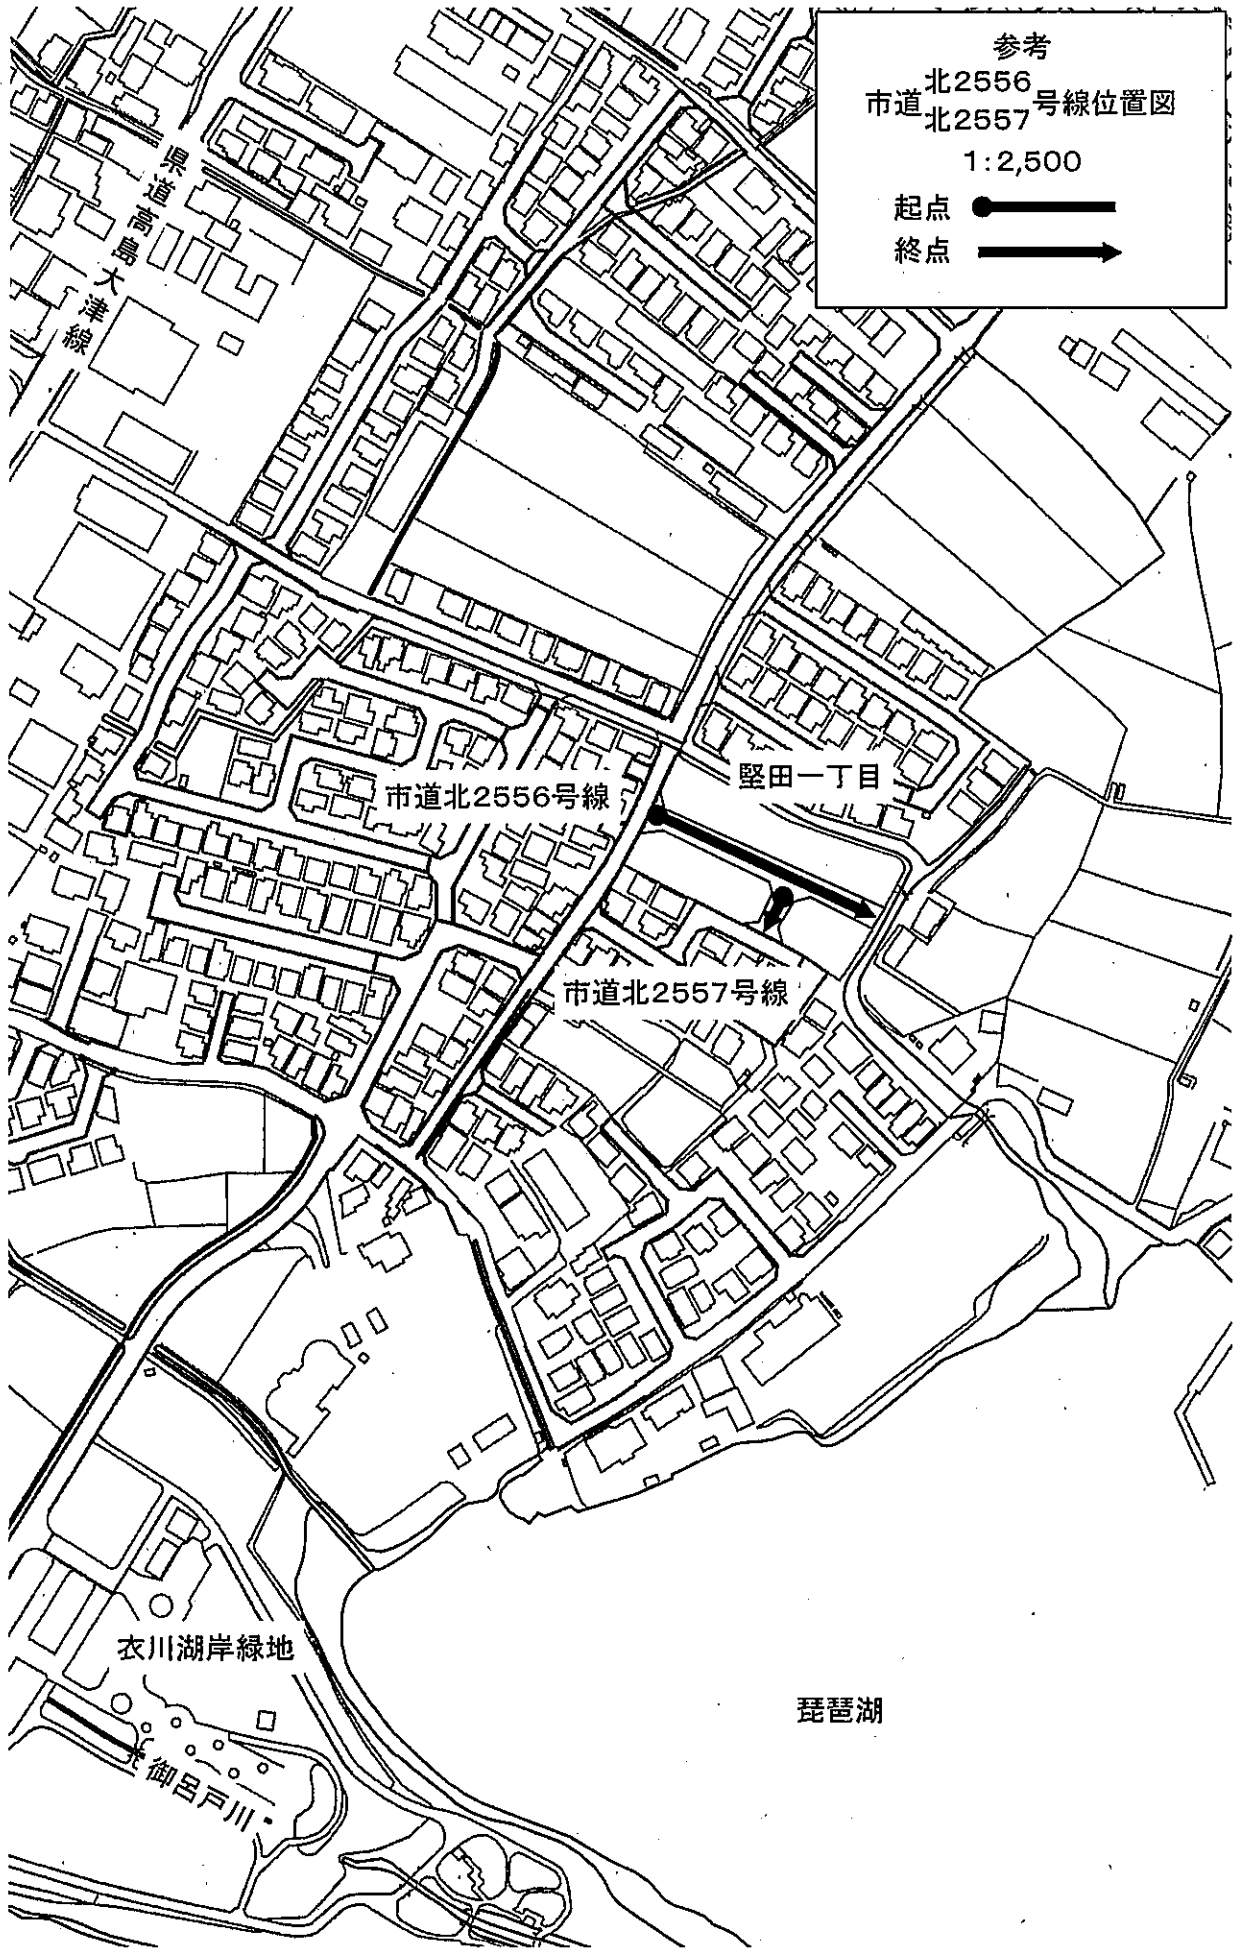 参考
市道北2556
北2557号線位置図
1:2,500
起点
終点
県道高島大津線
堅田一丁目
市道北2556号線
市道北2557号線
衣川湖岸緑地
琵琶湖
御呂戸川